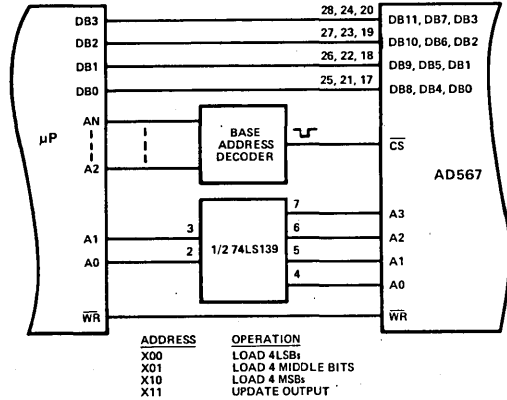 28, 24, 20
DB3 DB11, DB7, DB3
27, 23, 19
DB2 DB10, DB6, DB2
26, 22, 18
DB1 DB9, DB5, DB1
25, 21, 17
DB0 DB8, DB4, DB0
AN
μP
BASE
ADDRESS
DECODER
CS
A2
AD567
7
A3
3
6
A1
A2
1/2 74LS139
2
5
A0
A1
4
A0
WR WR
ADDRESS OPERATION
X00 LOAD 4LSBs
X01 LOAD 4 MIDDLE BITS
X10 LOAD 4 MSBs
X11 UPDATE OUTPUT